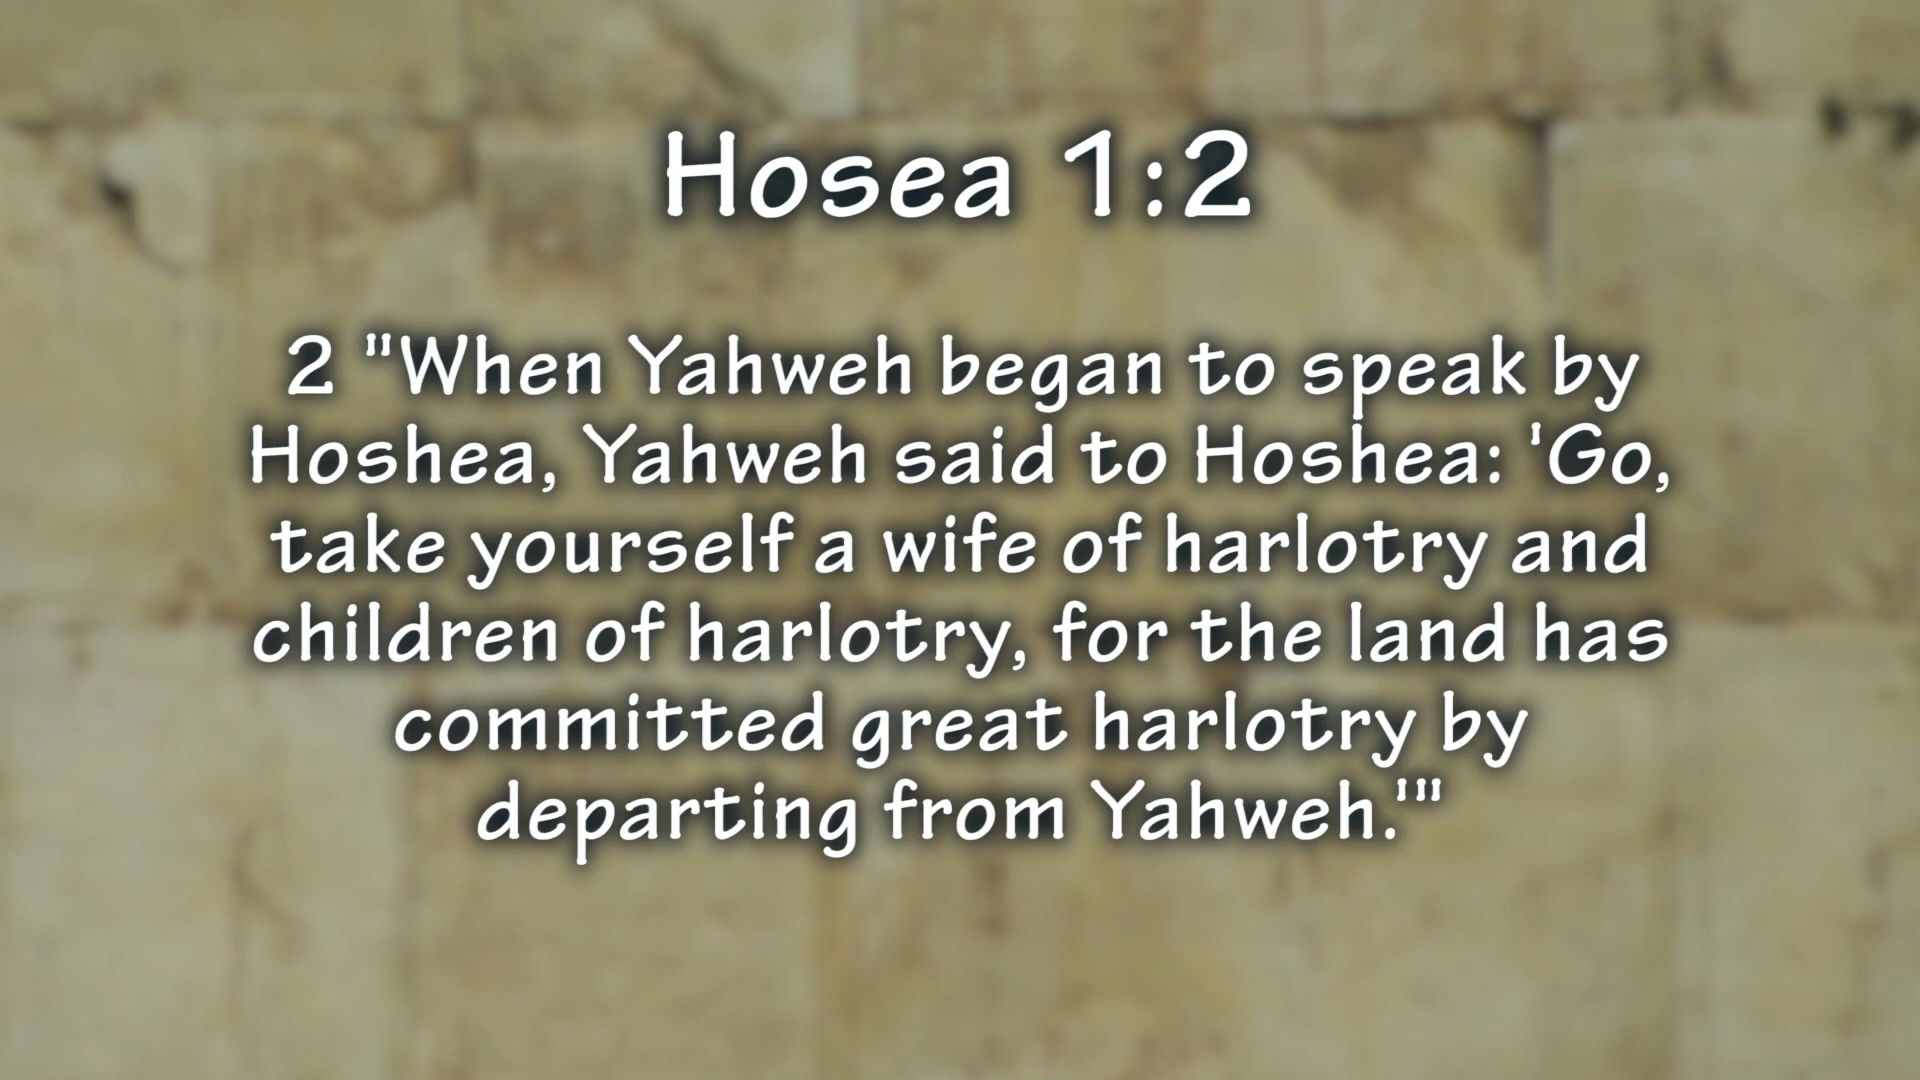 Hosea 1:2
2 "When Yahweh began to speak by
Hoshea, Yahweh said to Hoshea: 'Go,
take yourself a wife of harlotry and
children of harlotry, for the land has
committed great harlotry by
departing from Yahweh.'"